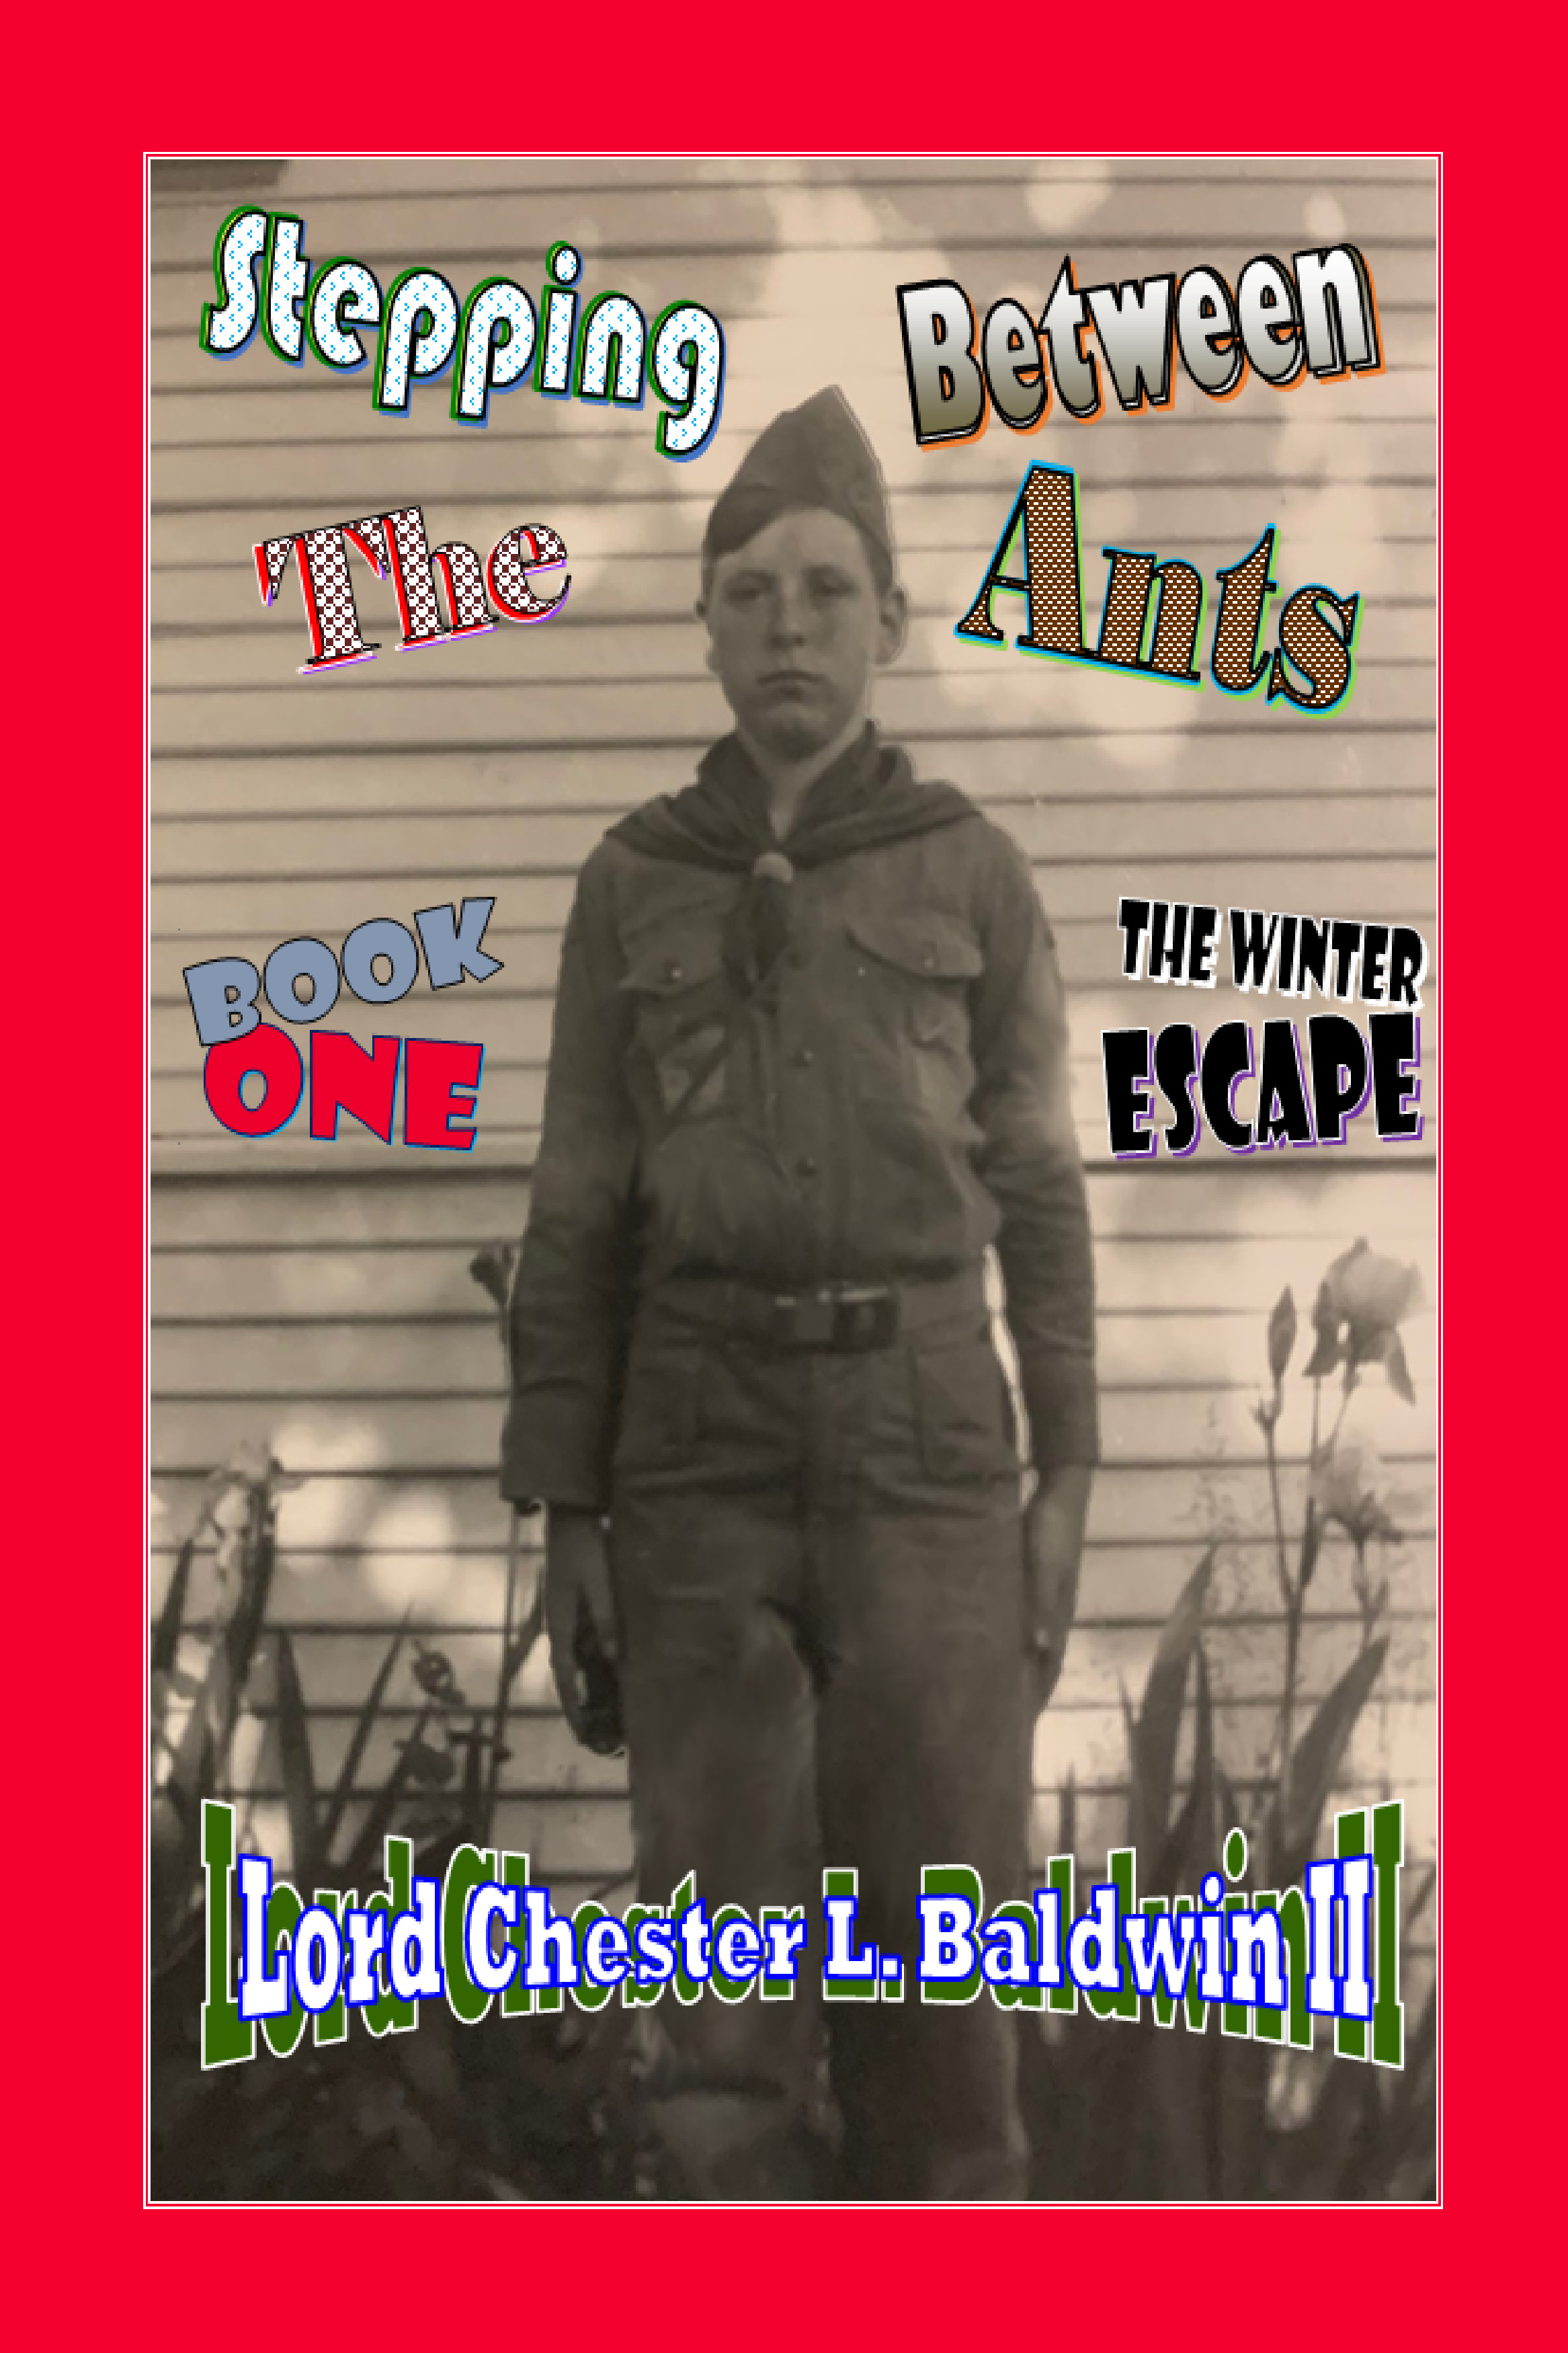 Stepping Between
The Ants
BOOK
ONE
THE WINTER
ESCAPE
Lord Chester L. Baldwin II